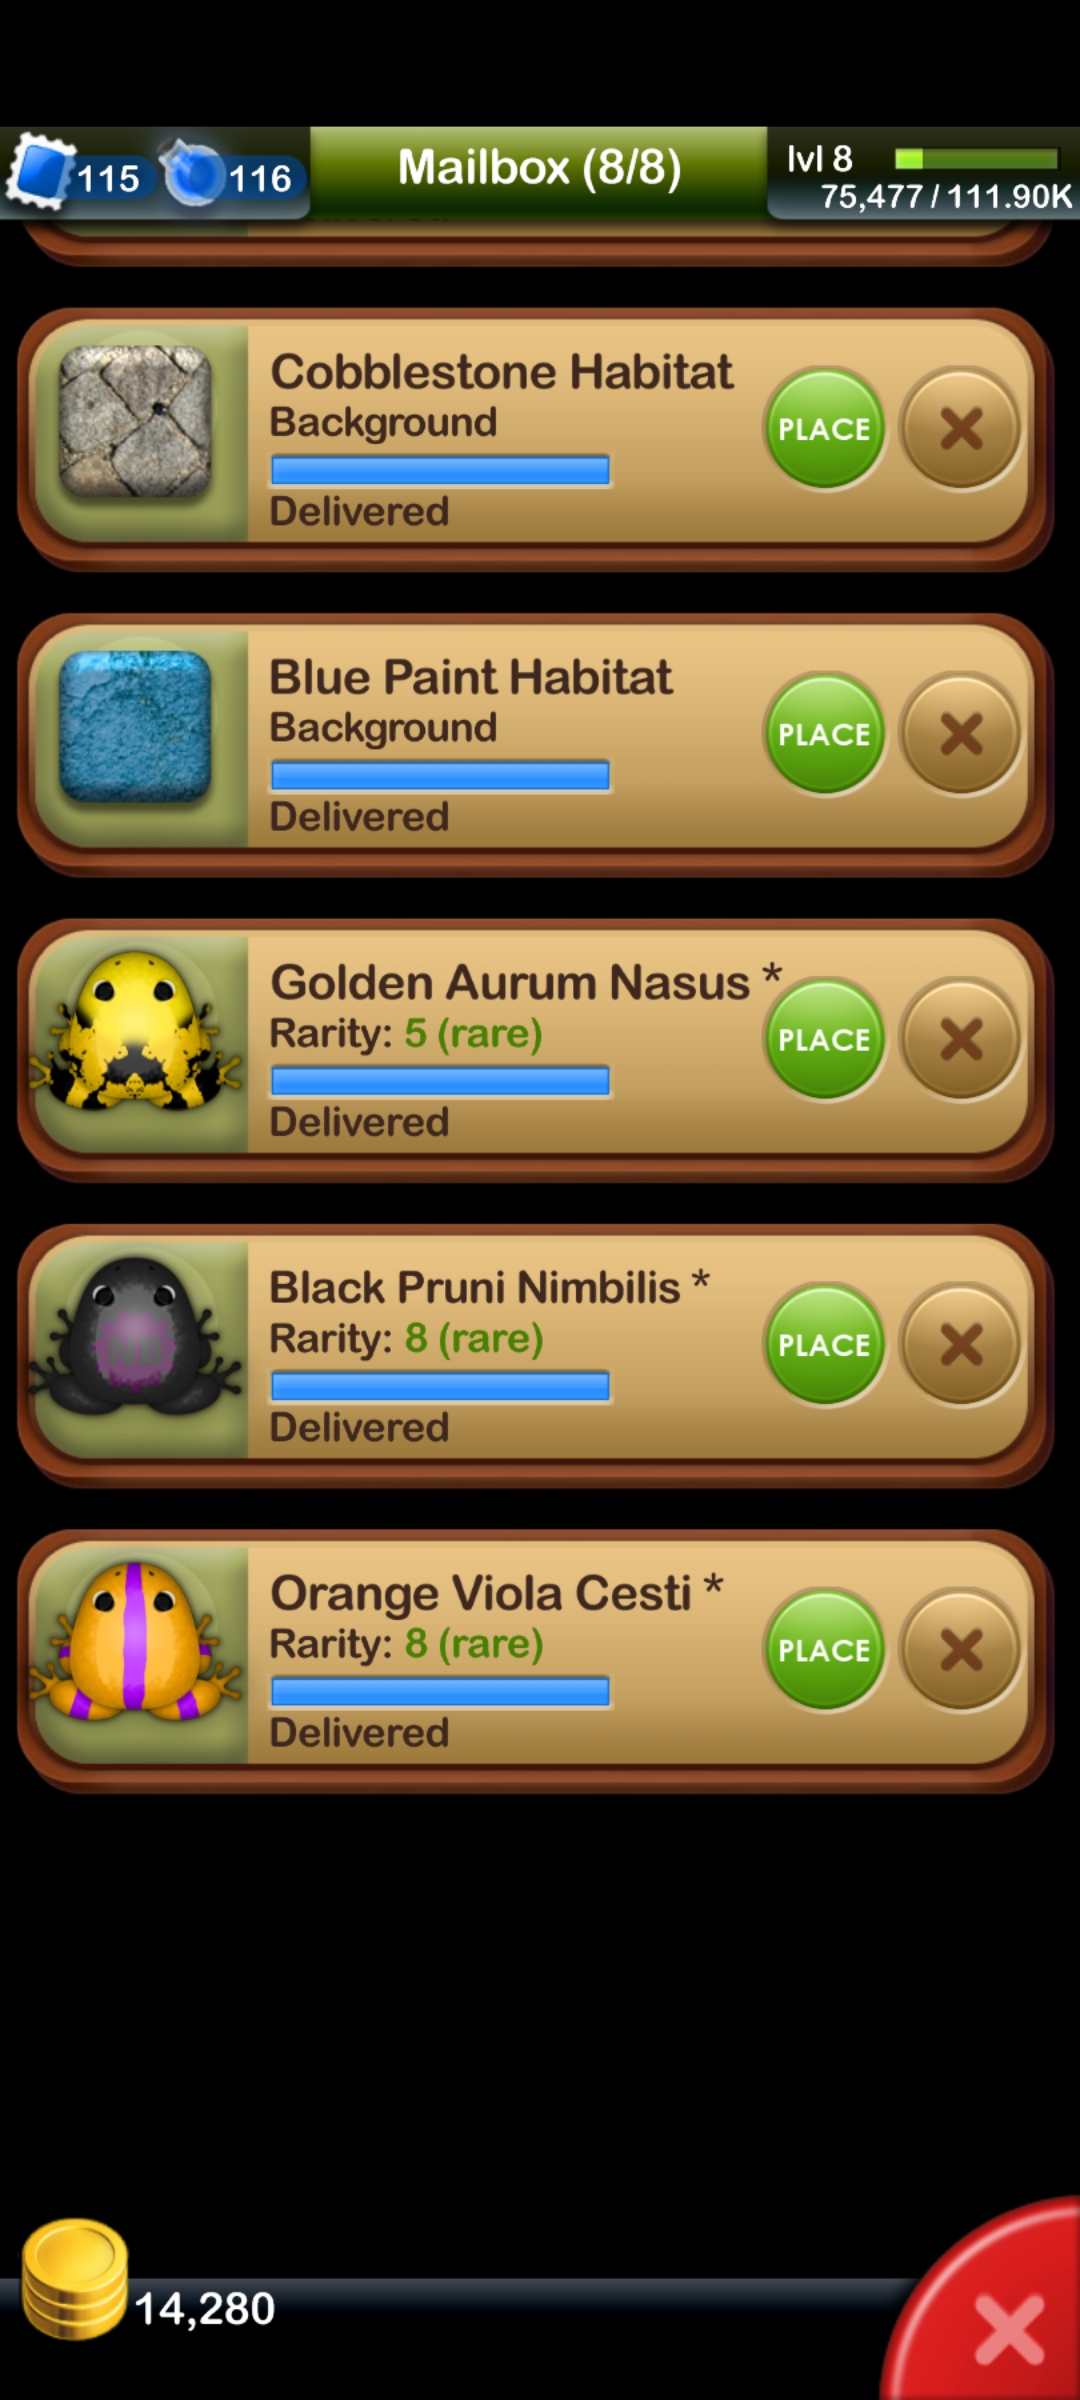 115
116
Mailbox (8/8)
lvl 8
75,477 / 111.90K
Cobblestone Habitat
Background
Delivered
PLACE
Blue Paint Habitat
Background
Delivered
PLACE
Golden Aurum Nasus *
Rarity: 5 (rare)
Delivered
PLACE
Black Pruni Nimbilis *
Rarity: 8 (rare)
Delivered
PLACE
Orange Viola Cesti *
Rarity: 8 (rare)
Delivered
PLACE
14,280